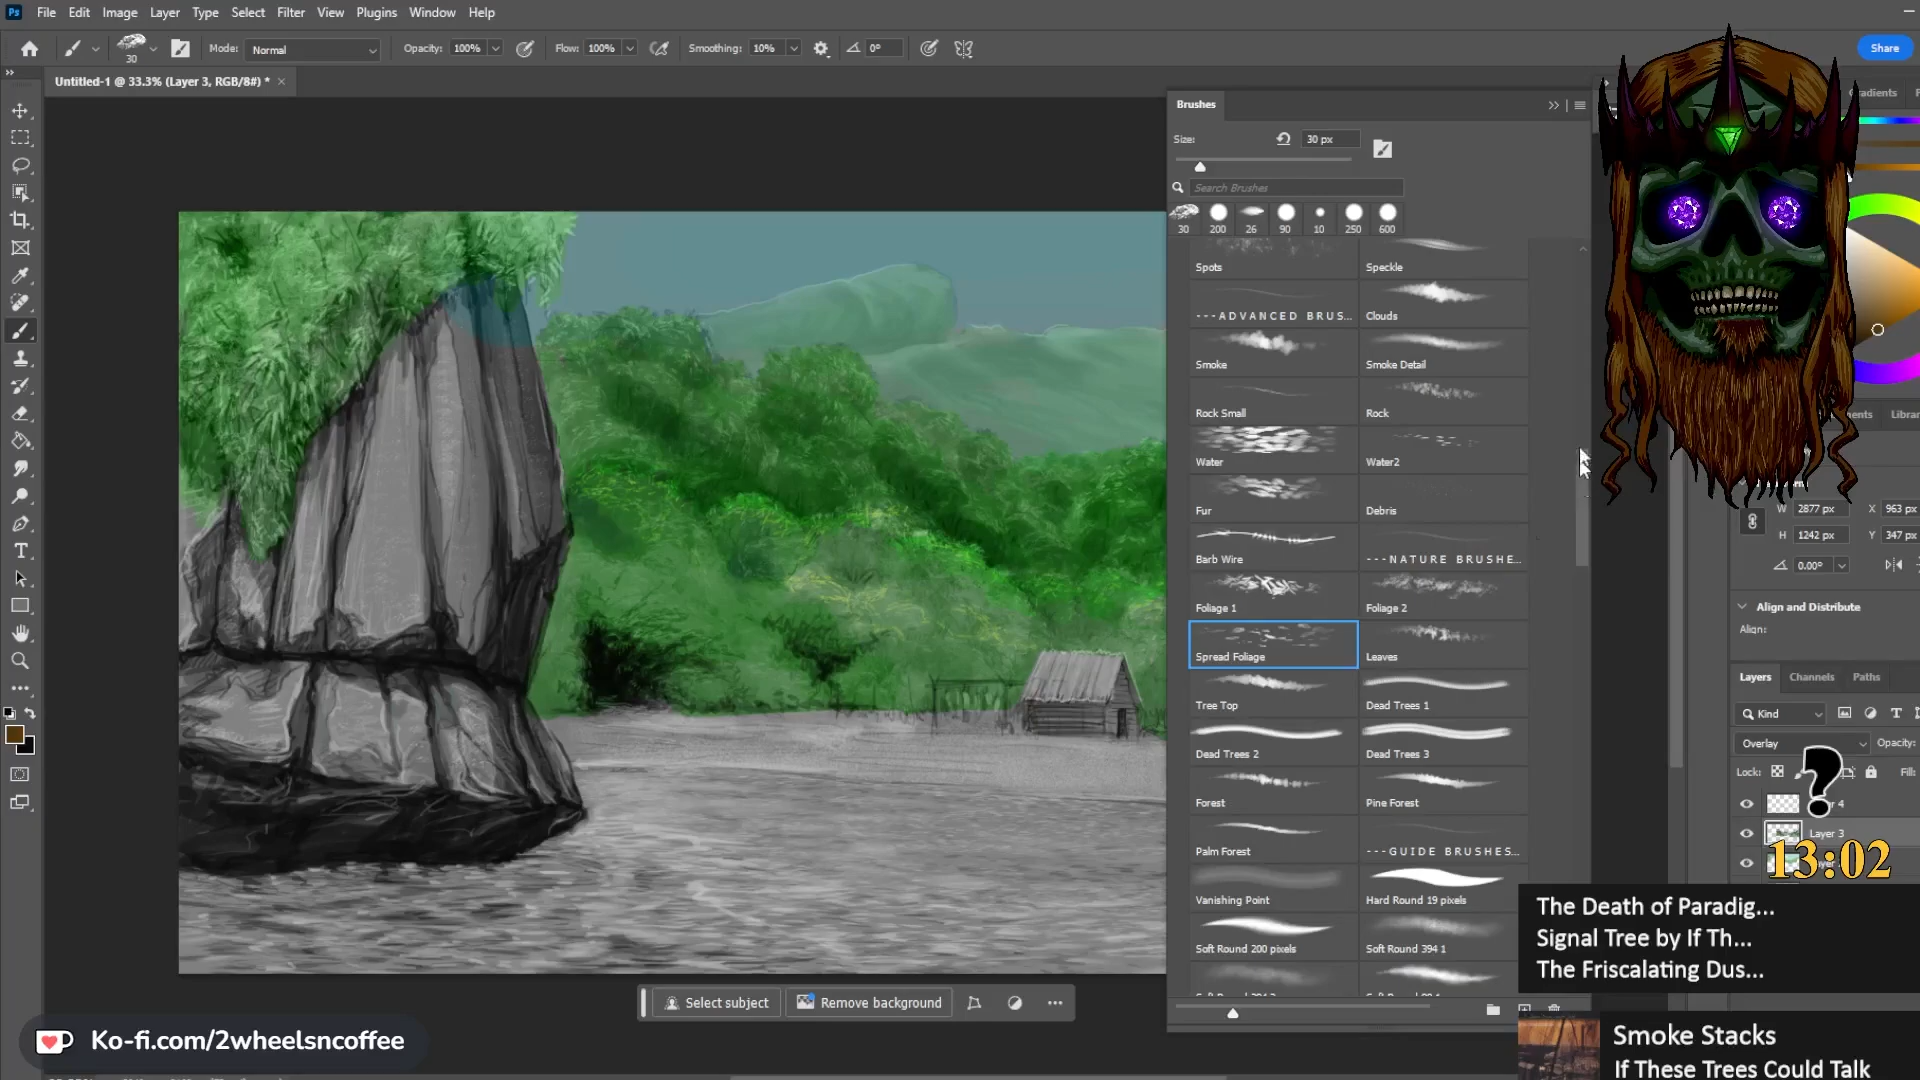 Ps File Edit Image Layer Type Select Filter View Plugins Window Help
30 Mode: Normal Opacity: 100% Flow: 100% Smoothing: 10% 0° Share
Untitled-1 @ 33.3% (Layer 3, RGB/8#) *
Brushes
Gradients
Size: 30 px
Search Brushes
30 200 26 90 10 250 600
Spots Speckle
---ADVANCED BRUS... Clouds
Smoke Smoke Detail
Rock Small Rock
Water Water2
Fur Debris
Barb Wire ---NATURE BRUSHE...
Foliage 1 Foliage 2
Spread Foliage Leaves
Tree Top Dead Trees 1
Dead Trees 2 Dead Trees 3
Forest Pine Forest
Palm Forest ---GUIDE BRUSHES...
Vanishing Point Hard Round 19 pixels
Soft Round 200 pixels Soft Round 394 1
Librar
W 2877 px X 963 px
H 1242 px Y 347 px
0.00°
Align and Distribute
Align:
Layers Channels Paths
Kind T
Overlay Opacity:
Lock: Fill:
?
4
Layer 3
13:02
The Death of Paradig...
Signal Tree by If Th...
The Friscalating Dus...
Select subject Remove background
Ko-fi.com/2wheelsncoffee
Smoke Stacks
If These Trees Could Talk